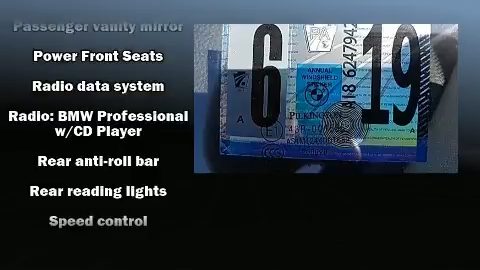 Passenger vanity mirror
Power Front Seats
Radio data system
Radio: BMW Professional
w/CD Player
Rear anti-roll bar
Rear reading lights
Speed control
6
19
PA
ANNUAL
WINDSHIELD
PILKINGTON
A
A